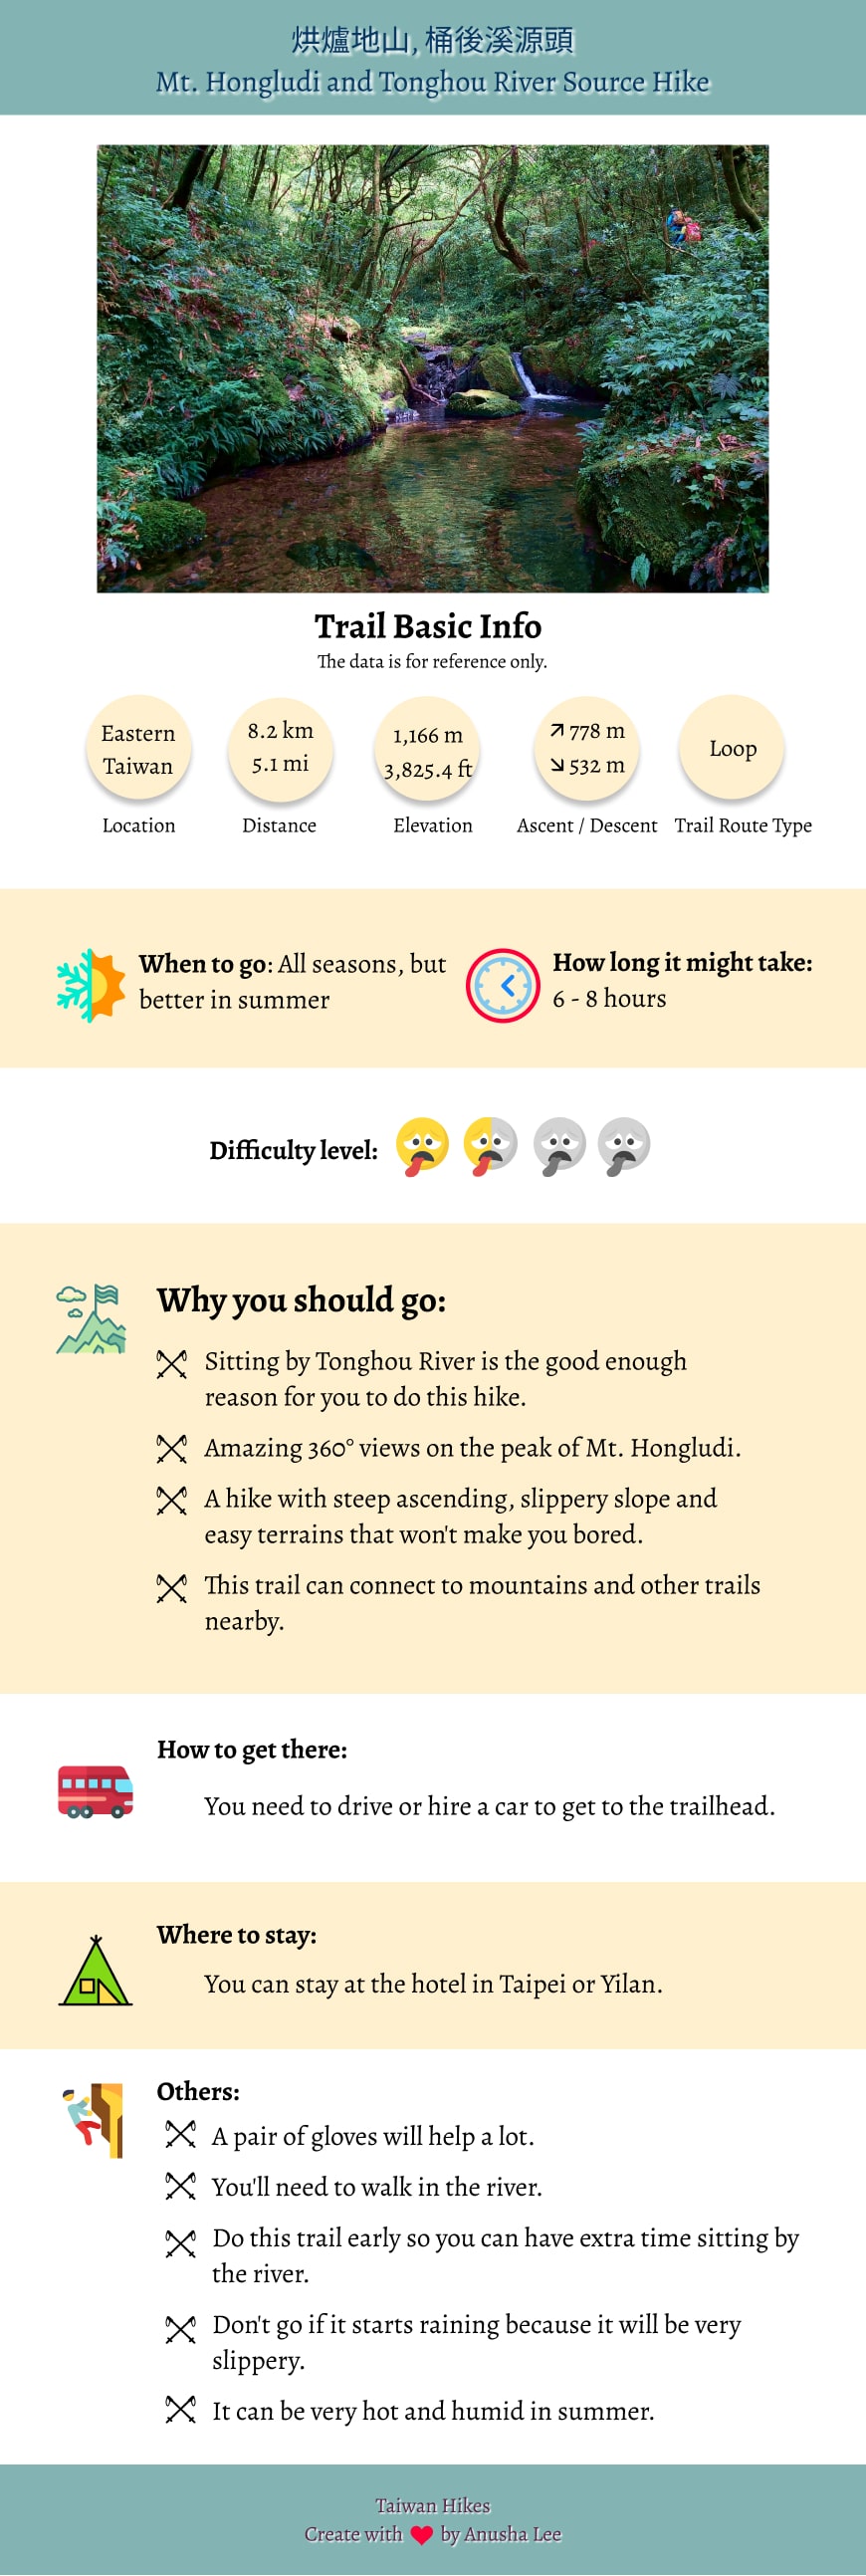 烘爐地山, 桶後溪源頭
Mt. Hongludi and Tonghou River Source Hike
Trail Basic Info
The data is for reference only.
Eastern
Taiwan
Location
8.2 km
5.1 mi
Distance
1,166 m
3,825.4 ft
Elevation
↗ 778 m
↘ 532 m
Ascent / Descent
Loop
Trail Route Type
When to go: All seasons, but
better in summer
How long it might take:
6 - 8 hours
Difficulty level:
Why you should go:
Sitting by Tonghou River is the good enough
reason for you to do this hike.
Amazing 360° views on the peak of Mt. Hongludi.
A hike with steep ascending, slippery slope and
easy terrains that won't make you bored.
This trail can connect to mountains and other trails
nearby.
How to get there:
You need to drive or hire a car to get to the trailhead.
Where to stay:
You can stay at the hotel in Taipei or Yilan.
Others:
A pair of gloves will help a lot.
You'll need to walk in the river.
Do this trail early so you can have extra time sitting by
the river.
Don't go if it starts raining because it will be very
slippery.
It can be very hot and humid in summer.
Taiwan Hikes
Create with ❤ by Anusha Lee